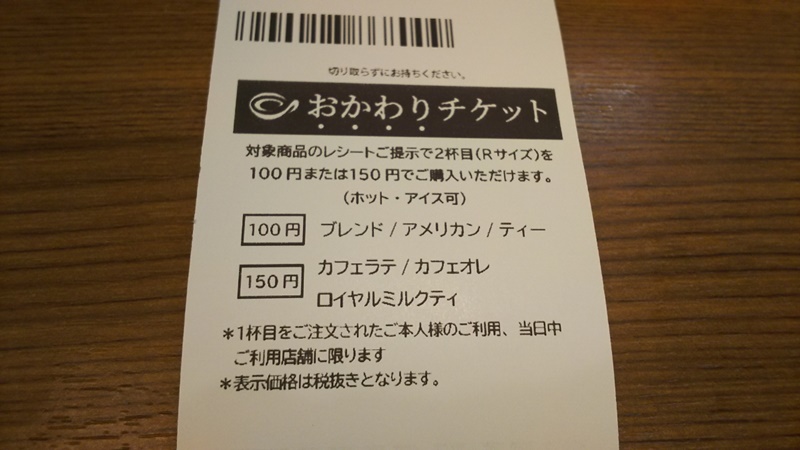 切り取らずにお持ちください。
おかわりチケット
対象商品のレシートご提示で2杯目(Rサイズ)を
100円または150円でご購入いただけます。
(ホット・アイス可)
100円 ブレンド / アメリカン / ティー
150円 カフェラテ / カフェオレ
ロイヤルミルクティ
*1杯目をご注文されたご本人様のご利用、当日中
ご利用店舗に限ります
*表示価格は税抜きとなります。